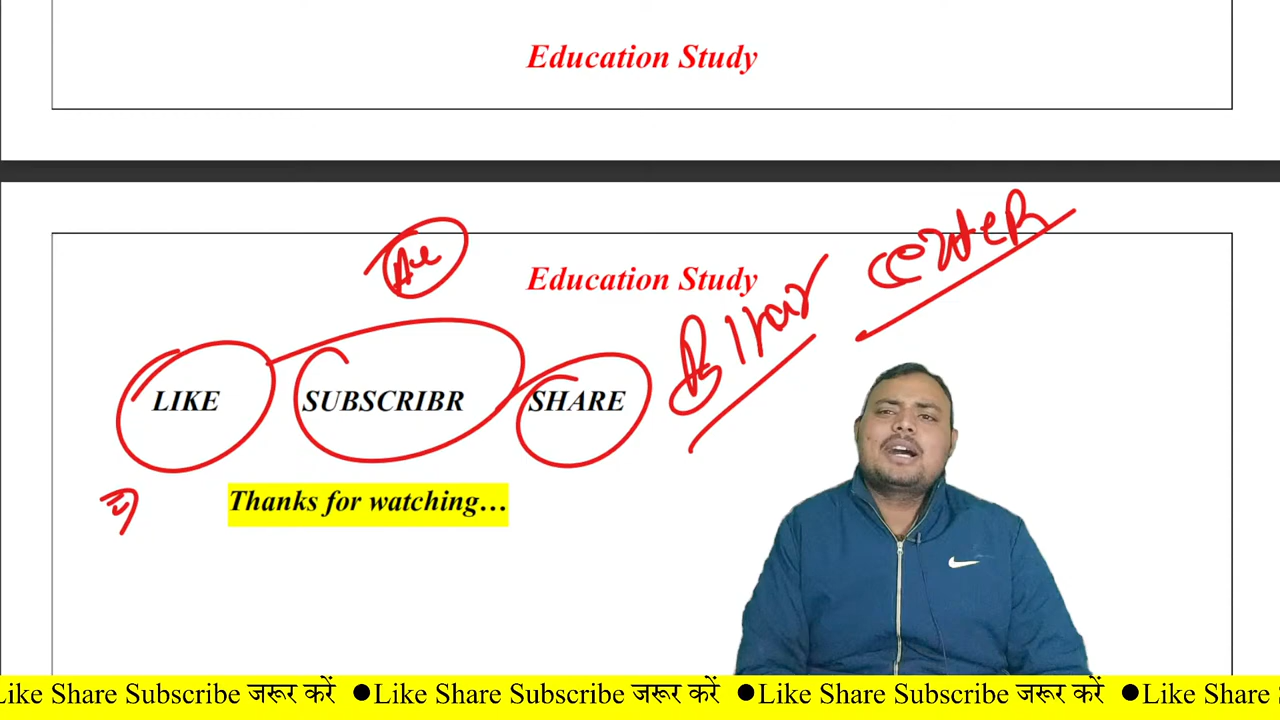 Education Study
Education Study
LIKE SUBSCRIBR SHARE
Thanks for watching…
Like Share Subscribe जरूर करें ●Like Share Subscribe जरूर करें ●Like Share Subscribe जरूर करें ●Like Share